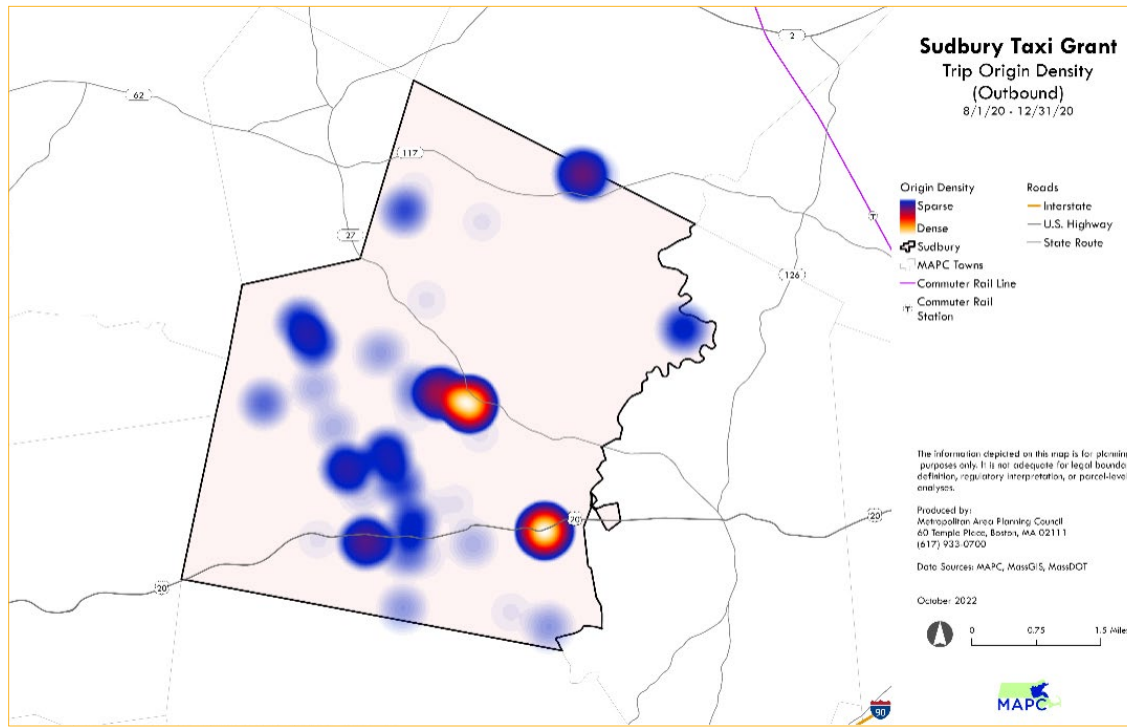 Sudbury Taxi Grant
Trip Origin Density
(Outbound)
8/1/20 - 12/31/20
Origin Density
Sparse
Dense
Sudbury
MAPC Towns
Commuter Rail Line
T
Commuter Rail
Station
Roads
Interstate
U.S. Highway
State Route
2
62
117
27
126
T
20
20
20
90
The information depicted on this map is for planning
purposes only. It is not adequate for legal bounda
definition, regulatory interpretation, or parcel-level
analyses.
Produced by:
Metropolitan Area Planning Council
60 Temple Place, Boston, MA 02111
(617) 933-0700
Data Sources: MAPC, MassGIS, MassDOT
October 2022
0 0.75 1.5 Miles
MAPC